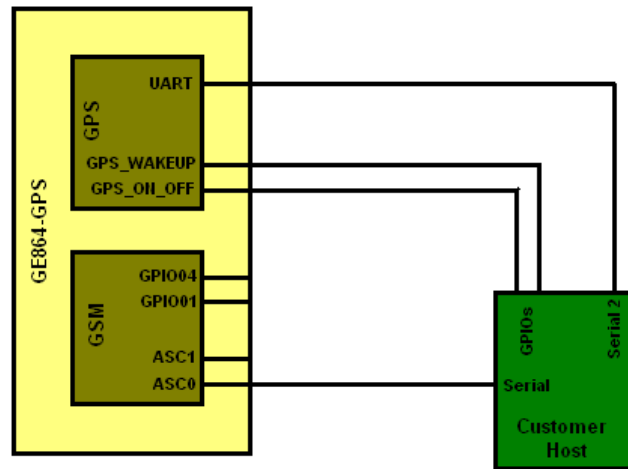 GE864-GPS
GPS
UART
GPS_WAKEUP
GPS_ON_OFF
GSM
GPIO04
GPIO01
ASC1
ASC0
GPIOs
Serial 2
Serial
Customer
Host